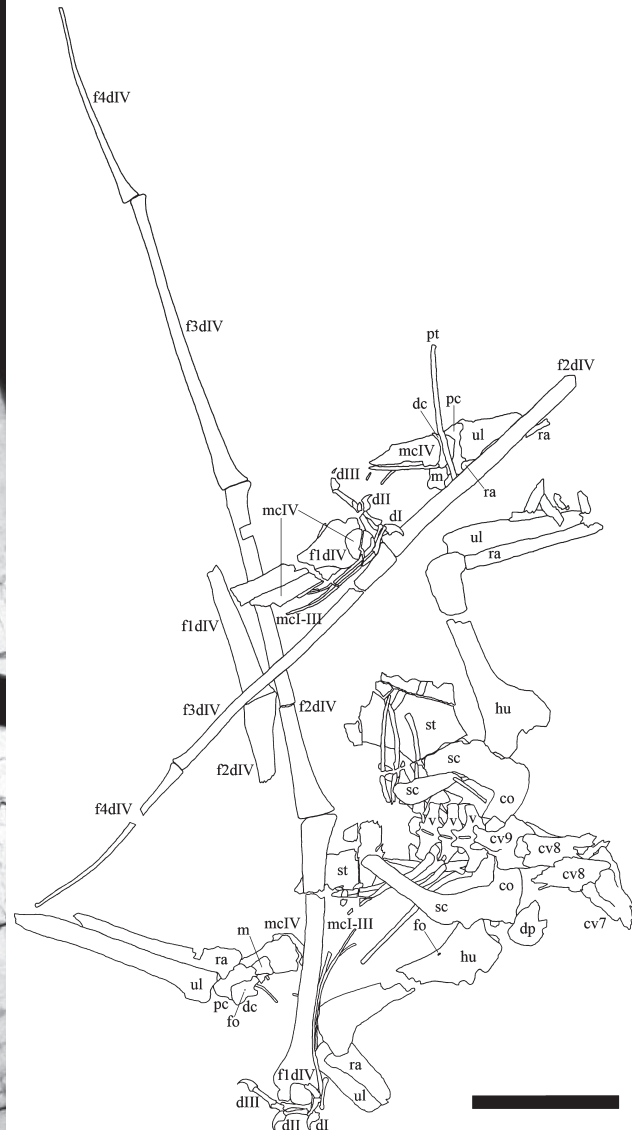 f4dIV
f3dIV
pt
f2dIV
dc
pc
ul
ra
mcIV
m
dIII
ra
dII
mcIV
dI
f1dIV
ul
ra
mcI-III
f1dIV
hu
f3dIV
f2dIV
st
sc
f2dIV
sc
co
f4dIV
v
v
v
cv9
cv8
st
co
cv8
sc
mcIV
mcI-III
cv7
dp
m
fo
ra
hu
ul
pc
dc
fo
ra
f1dIV
ul
dIII
dII
dI